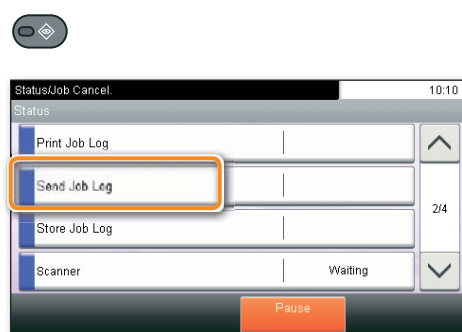 Status/Job Cancel. 10:10
Status
Print Job Log
Send Job Log
2/4
Store Job Log
Scanner Waiting
Pause